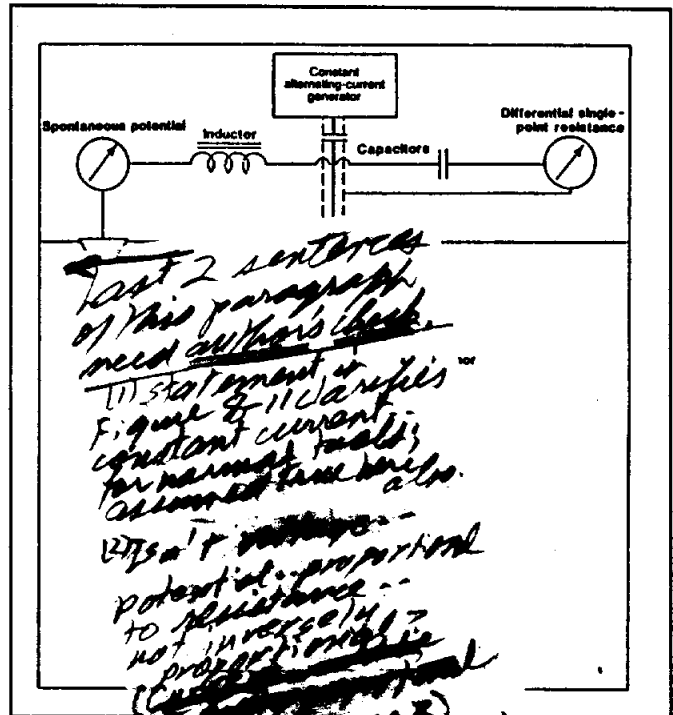 Constant
alternating-current
generator
Spontaneous potential
Inductor
Capacitors
Differential single-
point resistance
Last 2 sentences
of this paragraph
need author's check.
(1) statement in
Figure 8-11 clarifies
constant current
for normal tools;
assumed true here
also.
(2) Isn't
potential -- proportional
to resistance --
not inversely
proportional